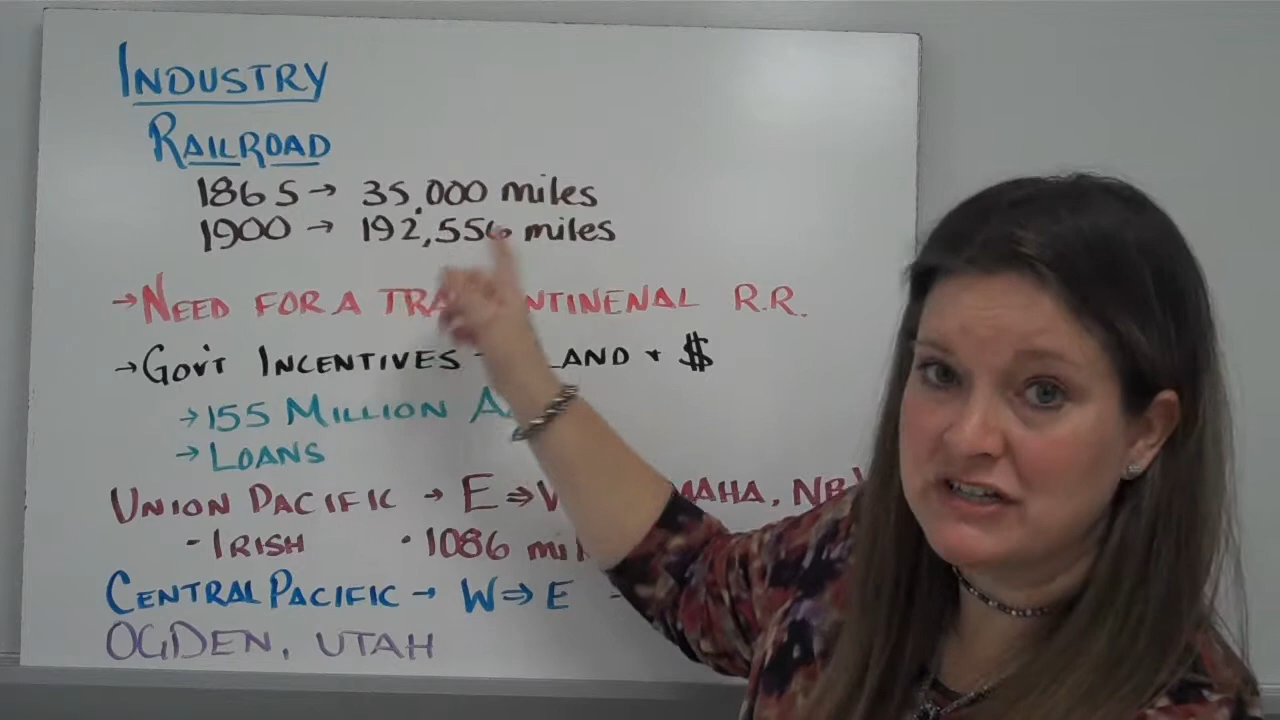 INDUSTRY
RAILROAD
1865 → 35,000 miles
1900 → 192,556 miles
→ NEED FOR A TRA NTINENAL R.R.
→ GOV'T INCENTIVES - LAND + $
→ 155 MILLION
→ LOANS
UNION PACIFIC → E ⇒ MAHA, NB)
- IRISH • 1086 mi
CENTRAL PACIFIC → W ⇒ E -
OGDEN, UTAH